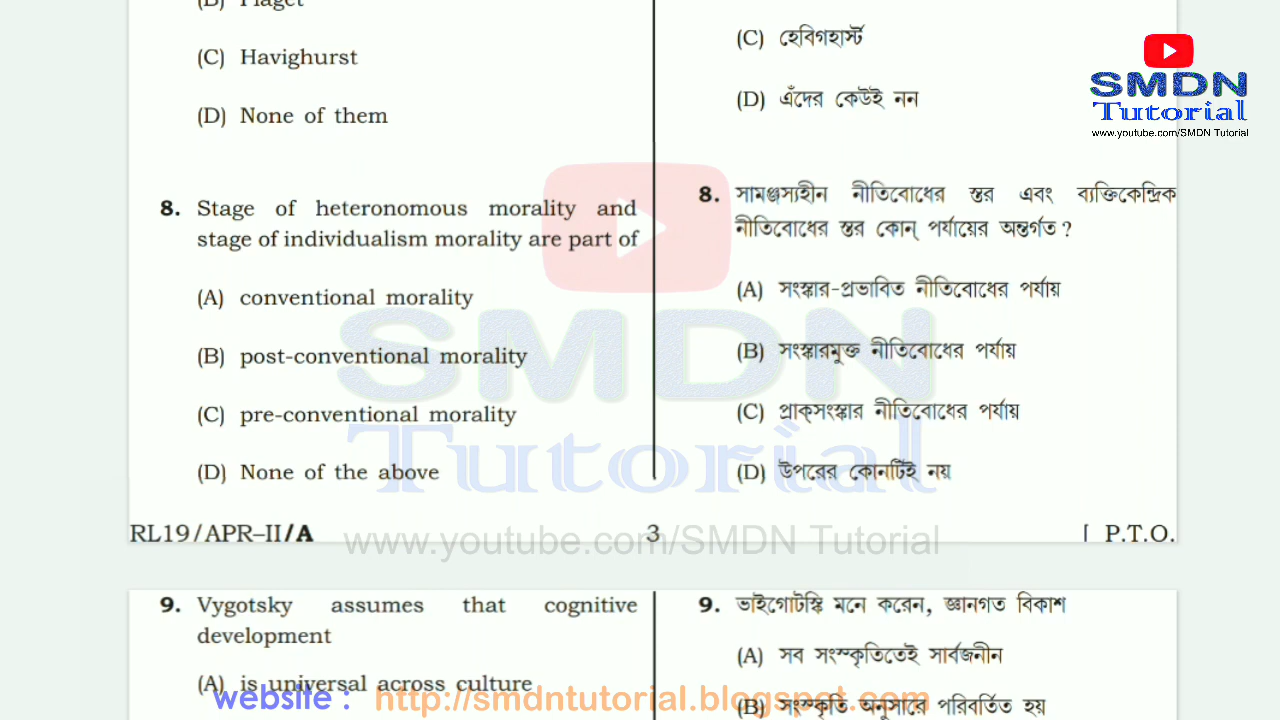 (B) Piaget
(C) Havighurst
(D) None of them
8. Stage of heteronomous morality and
stage of individualism morality are part of
(A) conventional morality
(B) post-conventional morality
(C) pre-conventional morality
(D) None of the above
(C) হেবিগহার্স্ট
(D) এঁদের কেউই নন
8. সামঞ্জস্যহীন নীতিবোধের স্তর এবং ব্যক্তিকেন্দ্রিক
নীতিবোধের স্তর কোন্ পর্যায়ের অন্তর্গত ?
(A) সংস্কার-প্রভাবিত নীতিবোধের পর্যায়
(B) সংস্কারমুক্ত নীতিবোধের পর্যায়
(C) প্রাক্‌সংস্কার নীতিবোধের পর্যায়
(D) উপরের কোনটিই নয়
RL19/APR–II/A 3 [ P.T.O.
9. Vygotsky assumes that cognitive
development
(A) is universal across culture
9. ভাইগোটস্কি মনে করেন, জ্ঞানগত বিকাশ
(A) সব সংস্কৃতিতেই সার্বজনীন
(B) সংস্কৃতি অনুসারে পরিবর্তিত হয়
SMDN
Tutorial
www.youtube.com/SMDN Tutorial
SMDN
Tutorial
www.youtube.com/SMDN Tutorial
website : http://smdntutorial.blogspot.com